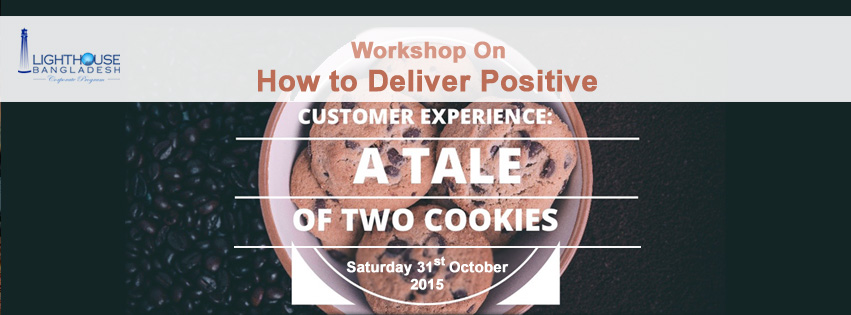 LIGHTHOUSE
BANGLADESH
Corporate Program
Workshop On
How to Deliver Positive
CUSTOMER EXPERIENCE:
A TALE
OF TWO COOKIES
Saturday 31st October
2015